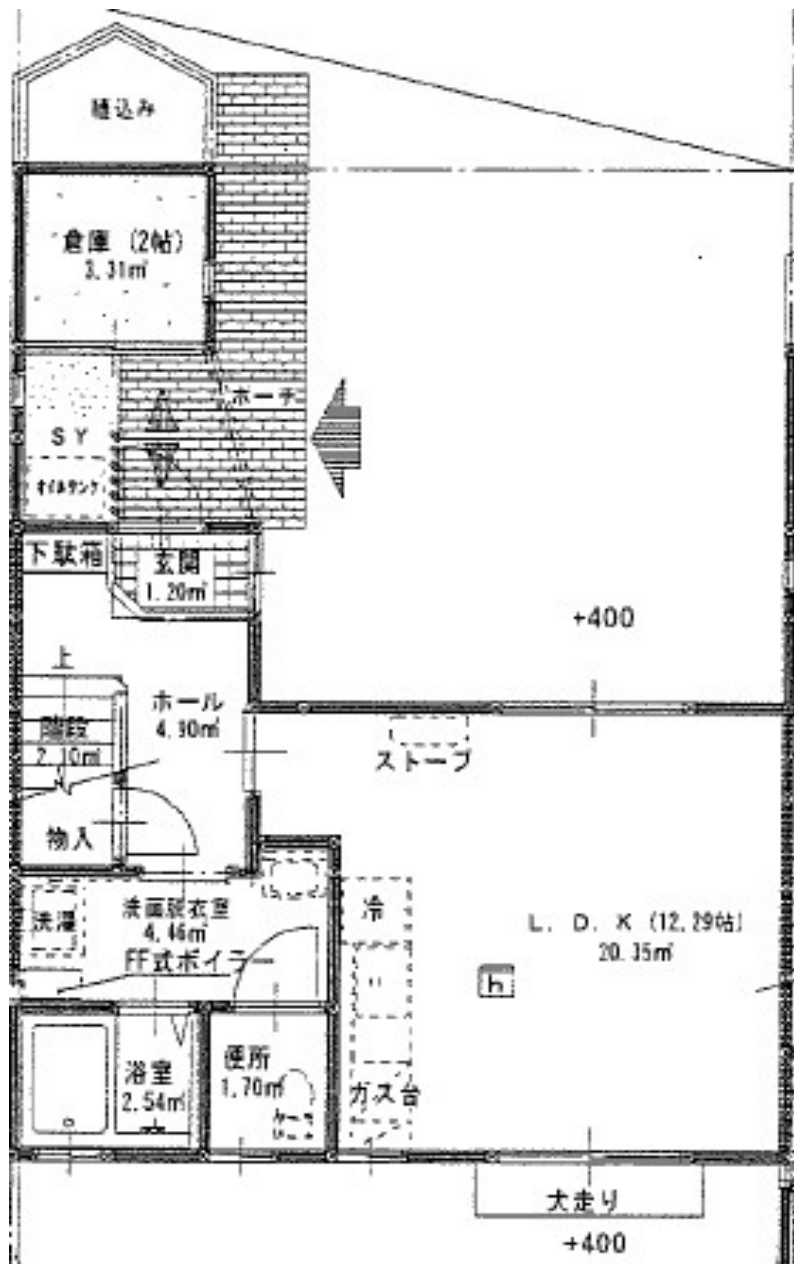 植込み
倉庫 (2帖)
3.31㎡
ポーチ
SY
オイルタンク
下駄箱
玄関
1.20㎡
+400
上
ホール
4.90㎡
階段
2.10㎡
ストーブ
物入
洗濯
洗面脱衣室
4.46㎡
冷
L. D. K (12.29帖)
20.35㎡
FF式ボイラー
h
浴室
2.54㎡
便所
1.70㎡
ガス台
犬走り
+400